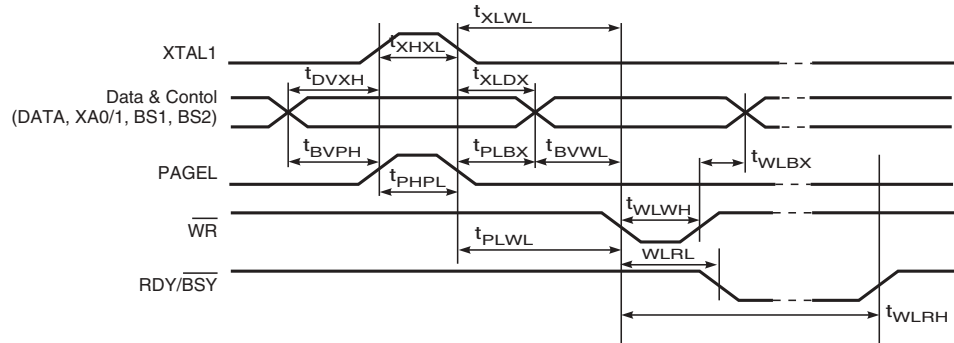 tXLWL
XTAL1
tXHXL
tDVXH
tXLDX
Data & Contol
(DATA, XA0/1, BS1, BS2)
tBVPH
tPLBX
tBVWL
tWLBX
PAGEL
tPHPL
tWLWH
WR
tPLWL
WLRL
RDY/BSY
tWLRH